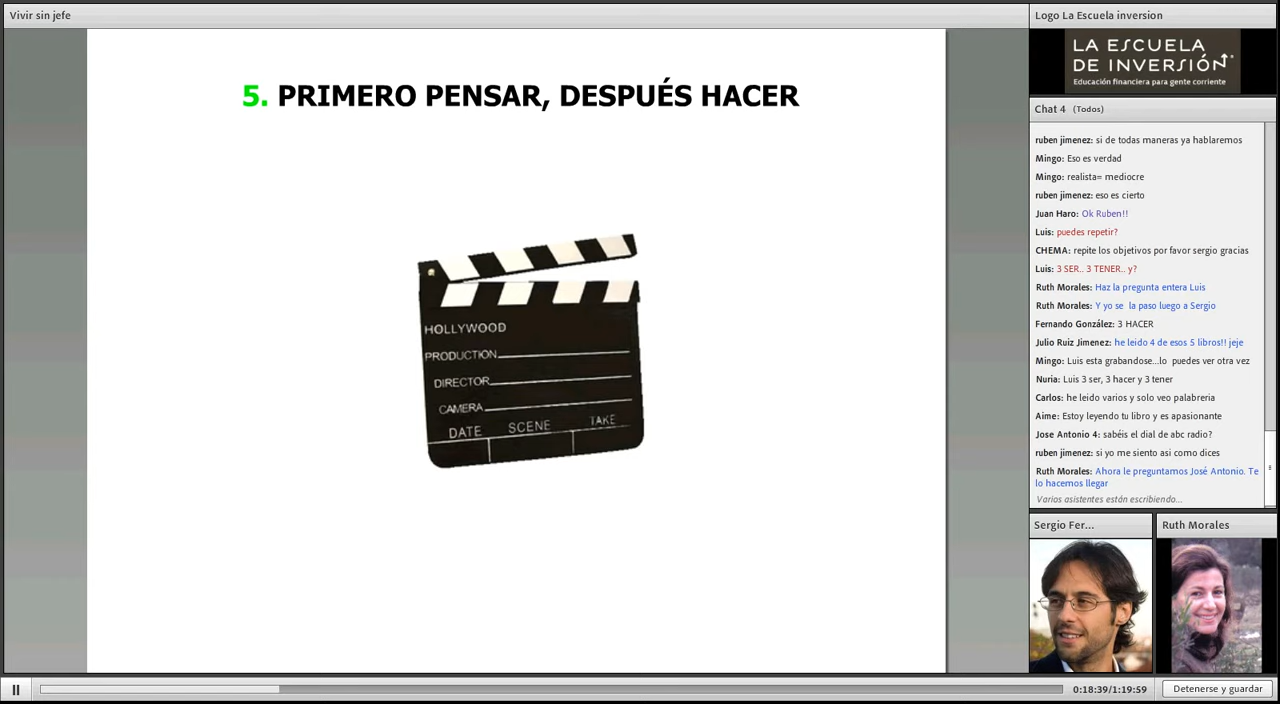 Vivir sin jefe
5. PRIMERO PENSAR, DESPUÉS HACER
HOLLYWOOD
PRODUCTION
DIRECTOR
CAMERA
DATE SCENE TAKE
Logo La Escuela inversion
LA ESCUELA
DE INVERSIÓN
Educación financiera para gente corriente
Chat 4 (Todos)
ruben jimenez: si de todas maneras ya hablaremos
Mingo: Eso es verdad
Mingo: realista= mediocre
ruben jimenez: eso es cierto
Juan Haro: Ok Ruben!!
Luis: puedes repetir?
CHEMA: repite los objetivos por favor sergio gracias
Luis: 3 SER.. 3 TENER.. y?
Ruth Morales: Haz la pregunta entera Luis
Ruth Morales: Y yo se la paso luego a Sergio
Fernando González: 3 HACER
Julio Ruiz Jimenez: he leido 4 de esos 5 libros!! jeje
Mingo: Luis esta grabandose...lo puedes ver otra vez
Nuria: Luis 3 ser, 3 hacer y 3 tener
Carlos: he leido varios y solo veo palabreria
Aime: Estoy leyendo tu libro y es apasionante
Jose Antonio 4: sabéis el dial de abc radio?
ruben jimenez: si yo me siento asi como dices
Ruth Morales: Ahora le preguntamos José Antonio. Te
lo hacemos llegar
Varios asistentes están escribiendo...
Sergio Fer...
Ruth Morales
0:18:39/1:19:59
Detenerse y guardar